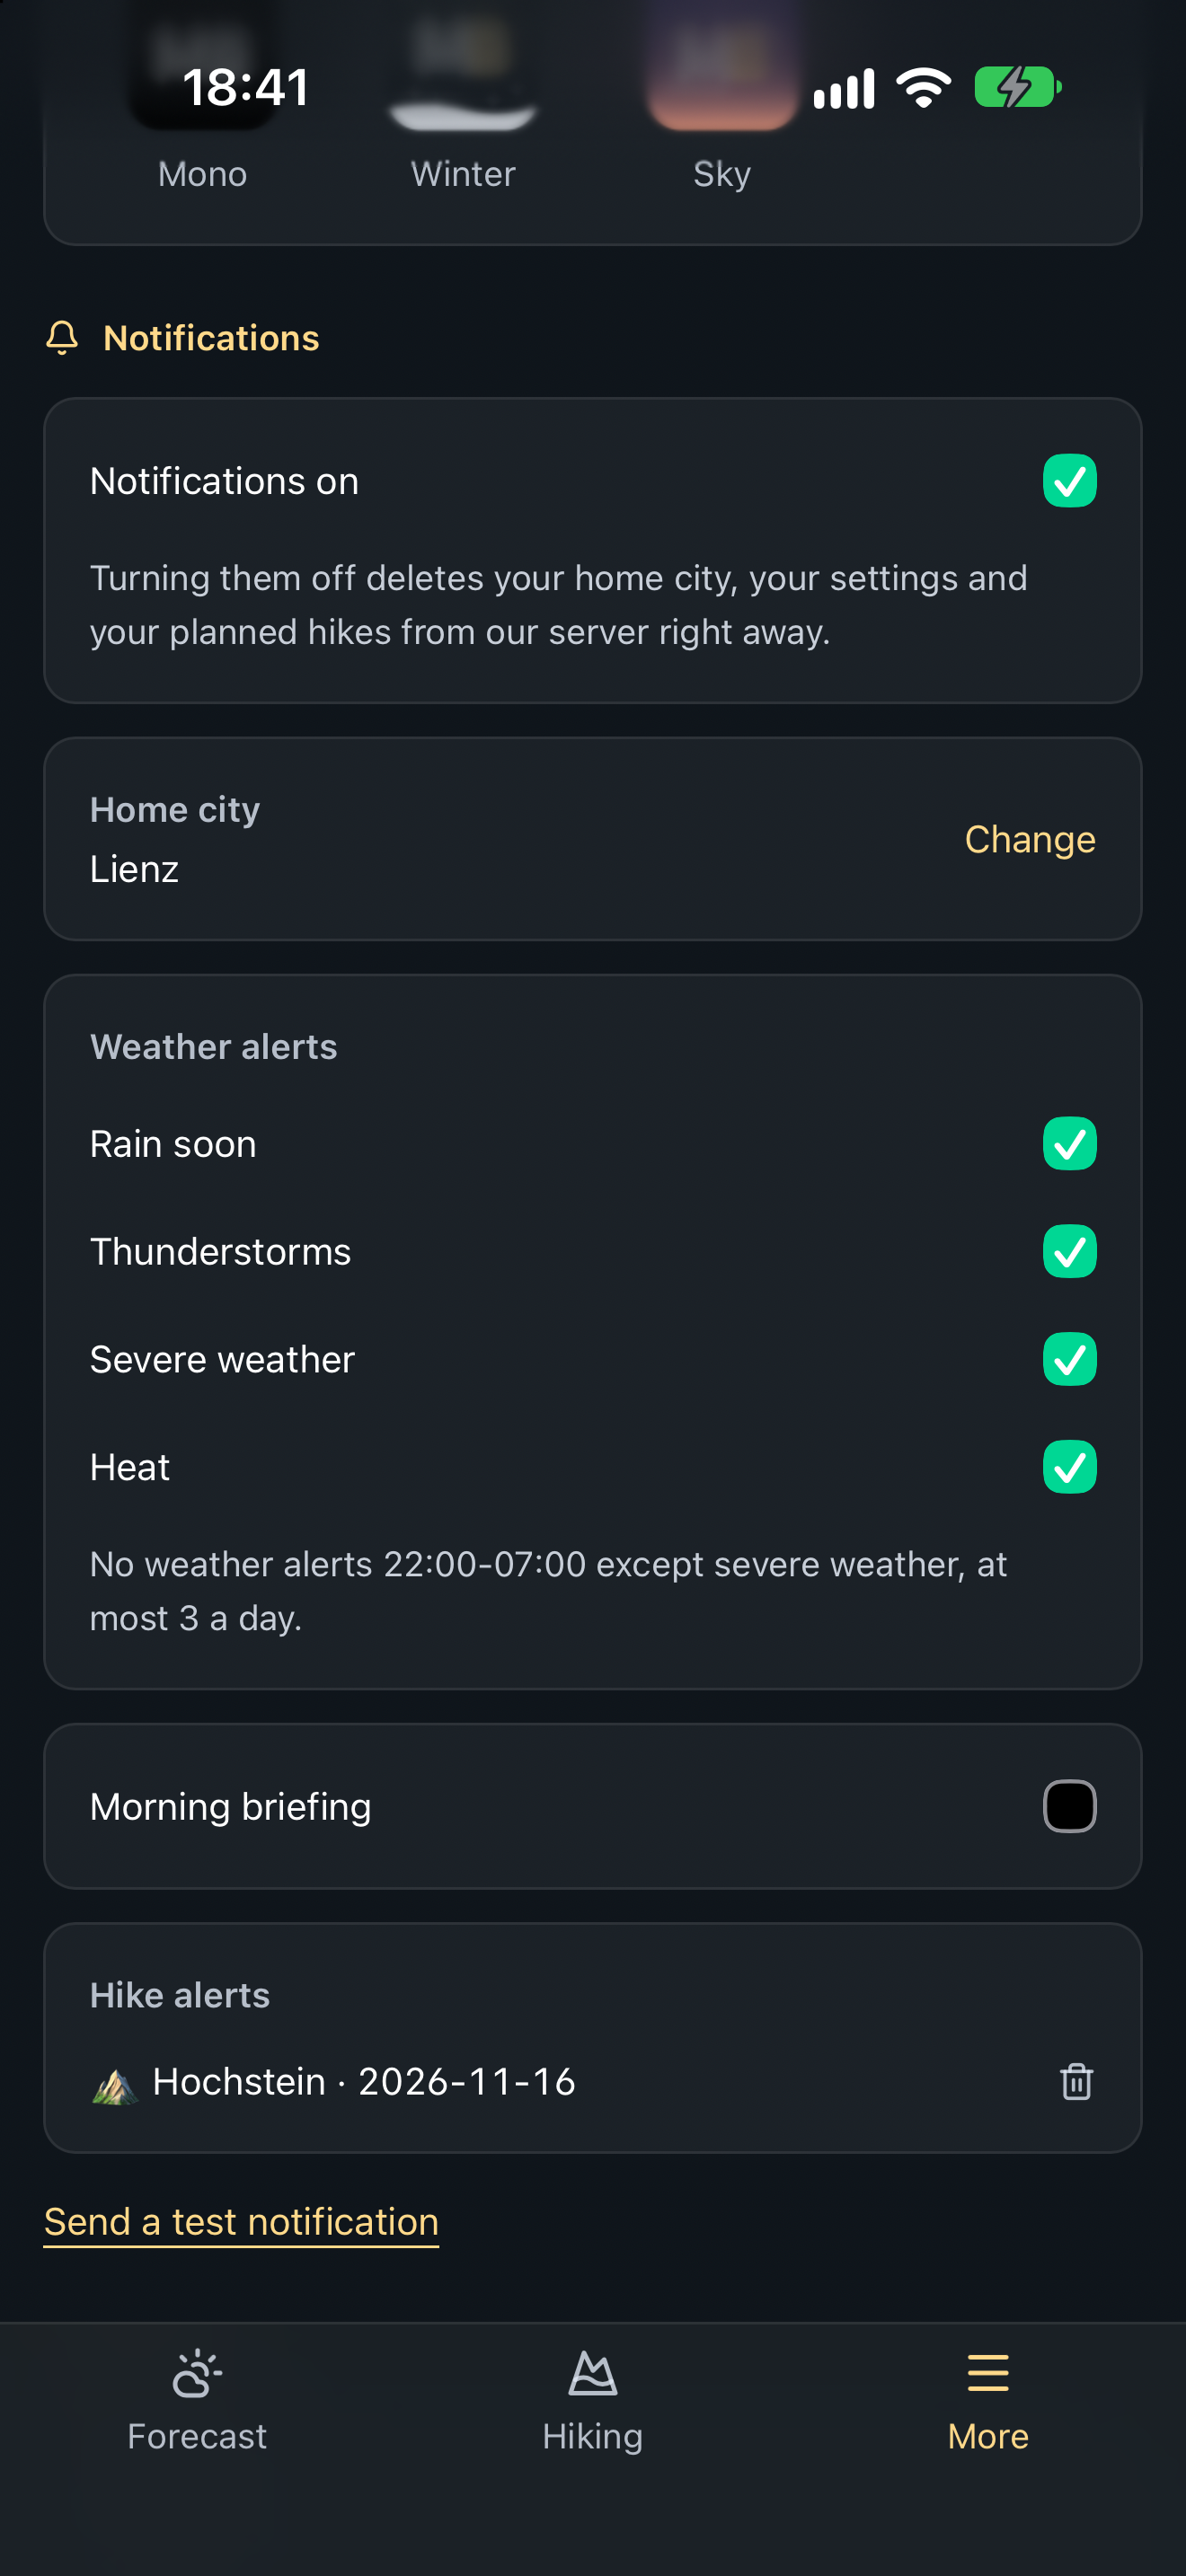 18:41
Mono
Winter
Sky
Notifications
Notifications on
Turning them off deletes your home city, your settings and
your planned hikes from our server right away.
Home city
Lienz
Change
Weather alerts
Rain soon
Thunderstorms
Severe weather
Heat
No weather alerts 22:00-07:00 except severe weather, at
most 3 a day.
Morning briefing
Hike alerts
Hochstein · 2026-11-16
Send a test notification
Forecast
Hiking
More